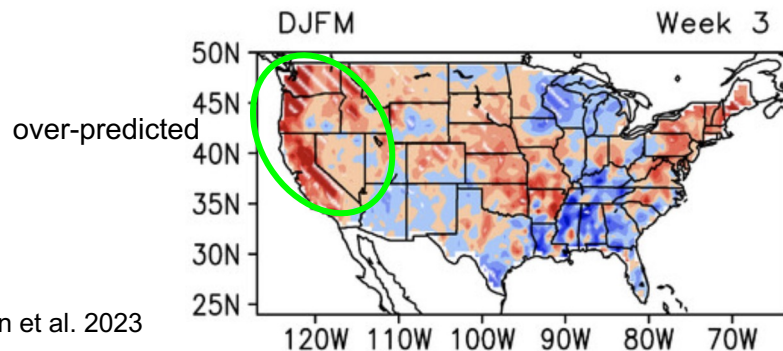 DJFM Week 3
50N
45N
over-predicted
40N
35N
30N
25N
n et al. 2023
120W 110W 100W 90W 80W 70W